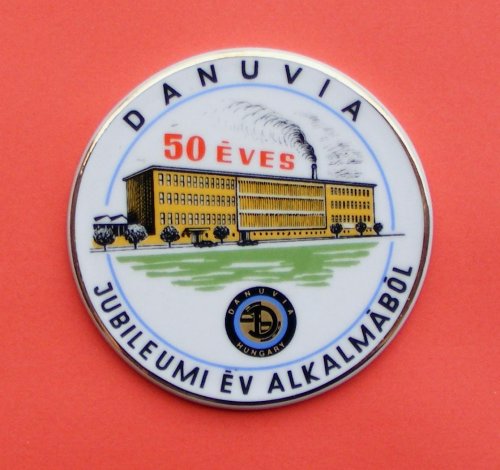 DANUVIA
50 ÉVES
DANUVIA
HUNGARY
JUBILEUMI ÉV ALKALMÁBÓL